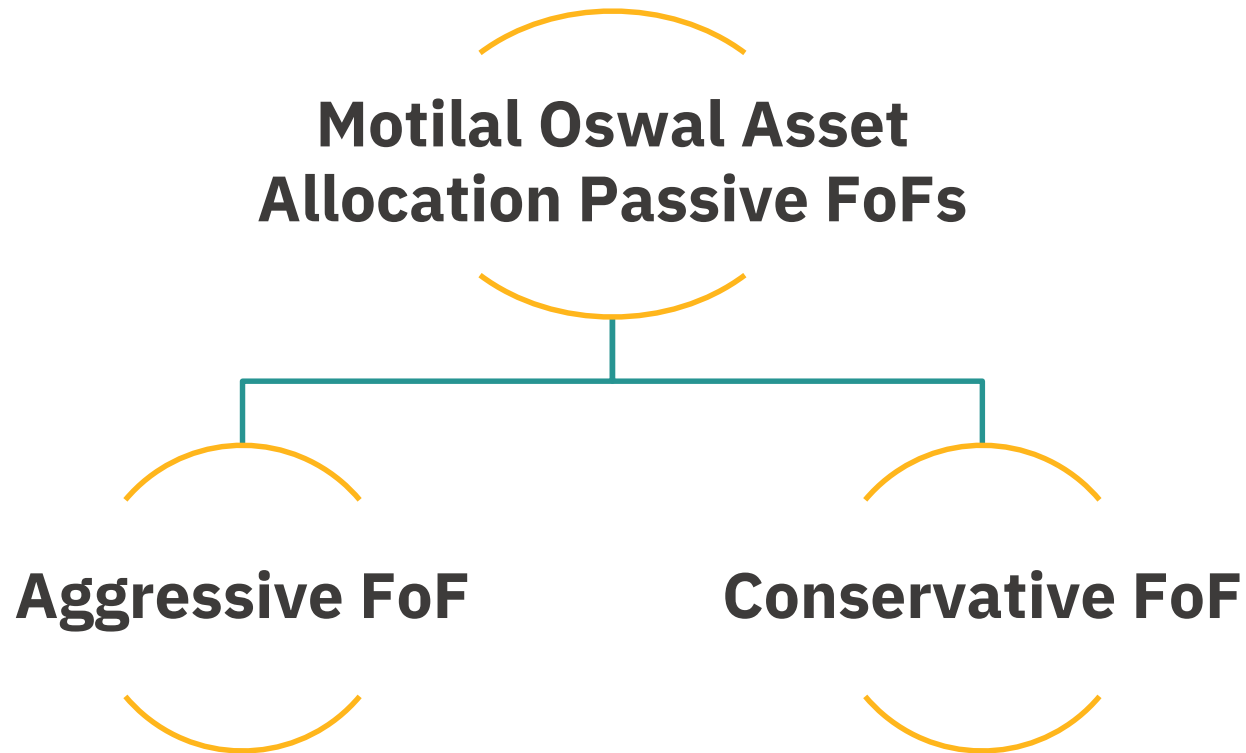 Motilal Oswal Asset
Allocation Passive FoFs
Aggressive FoF
Conservative FoF